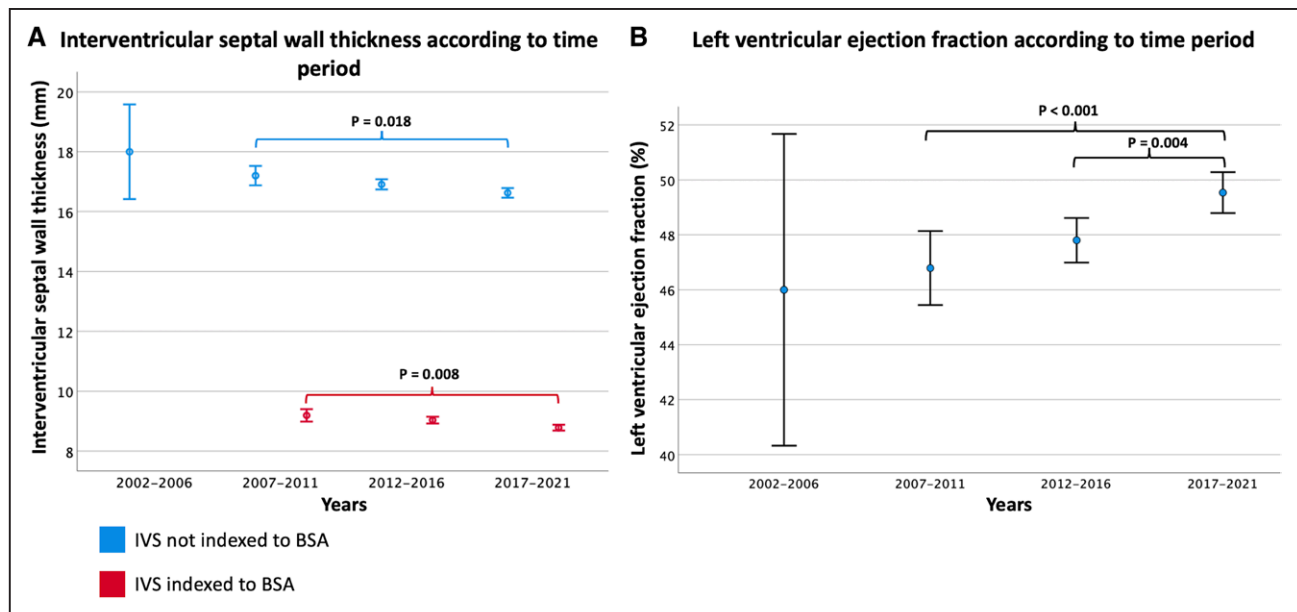 A Interventricular septal wall thickness according to time
period
Interventricular septal wall thickness (mm)
20
18
16
14
12
10
8
P = 0.018
P = 0.008
2002–2006 2007–2011 2012–2016 2017–2021
Years
IVS not indexed to BSA
IVS indexed to BSA
B Left ventricular ejection fraction according to time period
Left ventricular ejection fraction (%)
52
50
48
46
44
42
40
P < 0.001
P = 0.004
2002–2006 2007–2011 2012–2016 2017–2021
Years